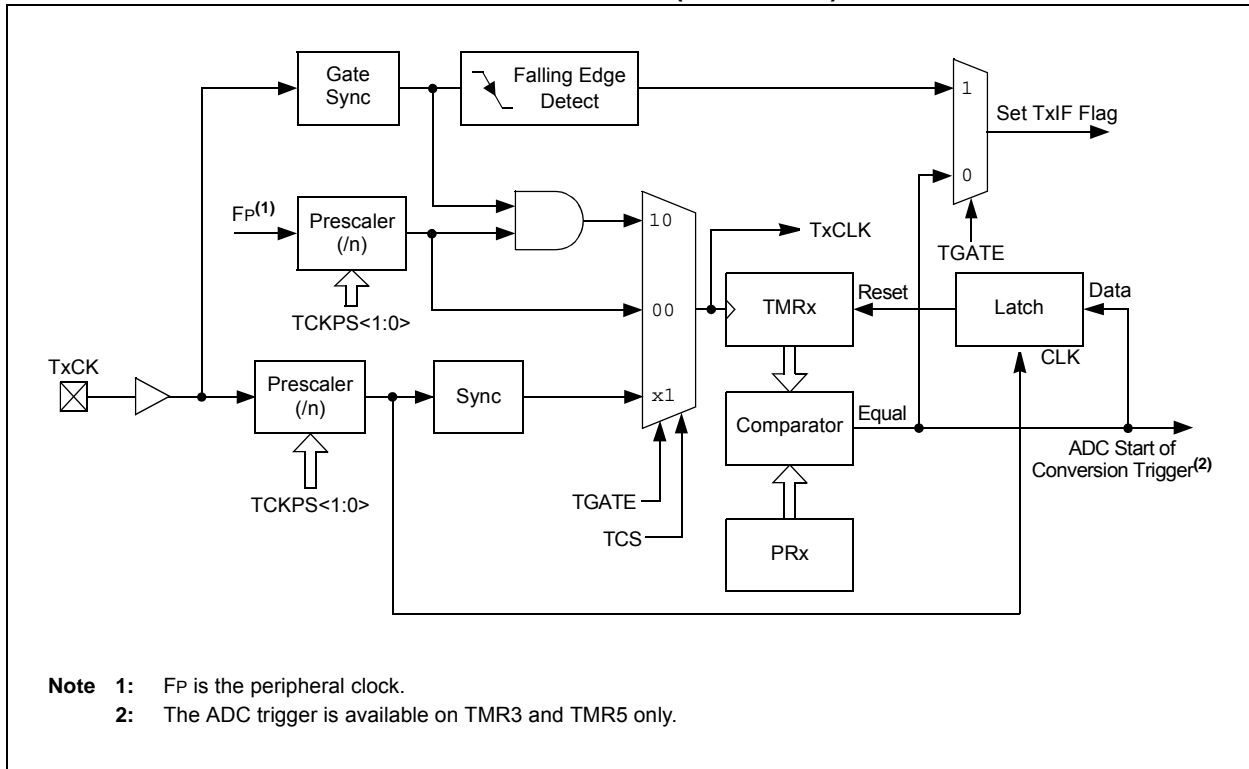 Gate
Sync
Falling Edge
Detect
1
Set TxIF Flag
0
FP(1)
Prescaler
(/n)
10
TxCLK
TGATE
TCKPS<1:0>
00
TMRx
Reset
Latch
Data
CLK
TxCK
Prescaler
(/n)
Sync
x1
Comparator
Equal
ADC Start of
Conversion Trigger(2)
TCKPS<1:0>
TGATE
TCS
PRx
Note 1: FP is the peripheral clock.
2: The ADC trigger is available on TMR3 and TMR5 only.